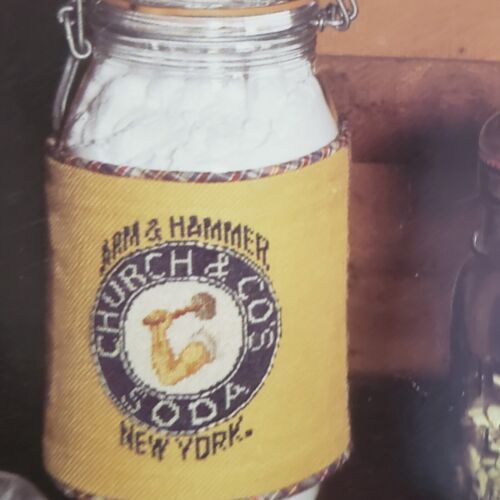 ARM & HAMMER
CHURCH & CO'S
SODA
NEW YORK.